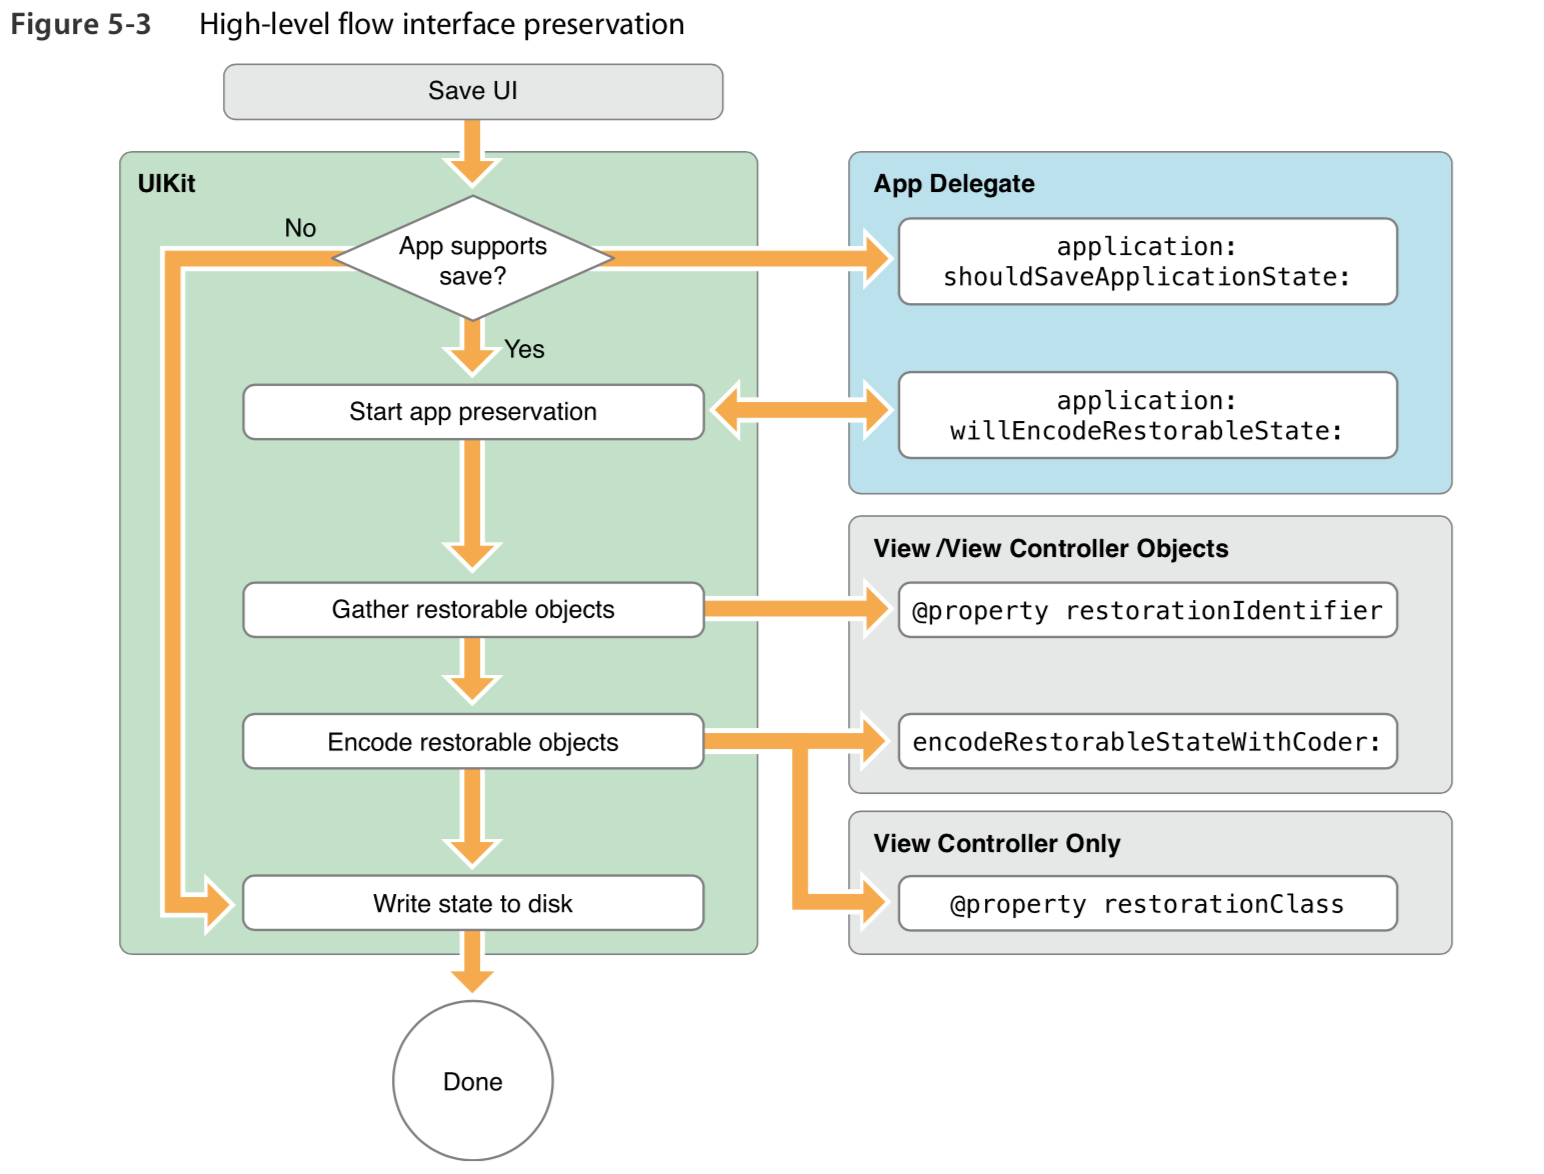 Figure 5-3 High-level flow interface preservation
Save UI
UIKit
No
App supports
save?
Yes
Start app preservation
Gather restorable objects
Encode restorable objects
Write state to disk
Done
App Delegate
application:
shouldSaveApplicationState:
application:
willEncodeRestorableState:
View /View Controller Objects
@property restorationIdentifier
encodeRestorableStateWithCoder:
View Controller Only
@property restorationClass